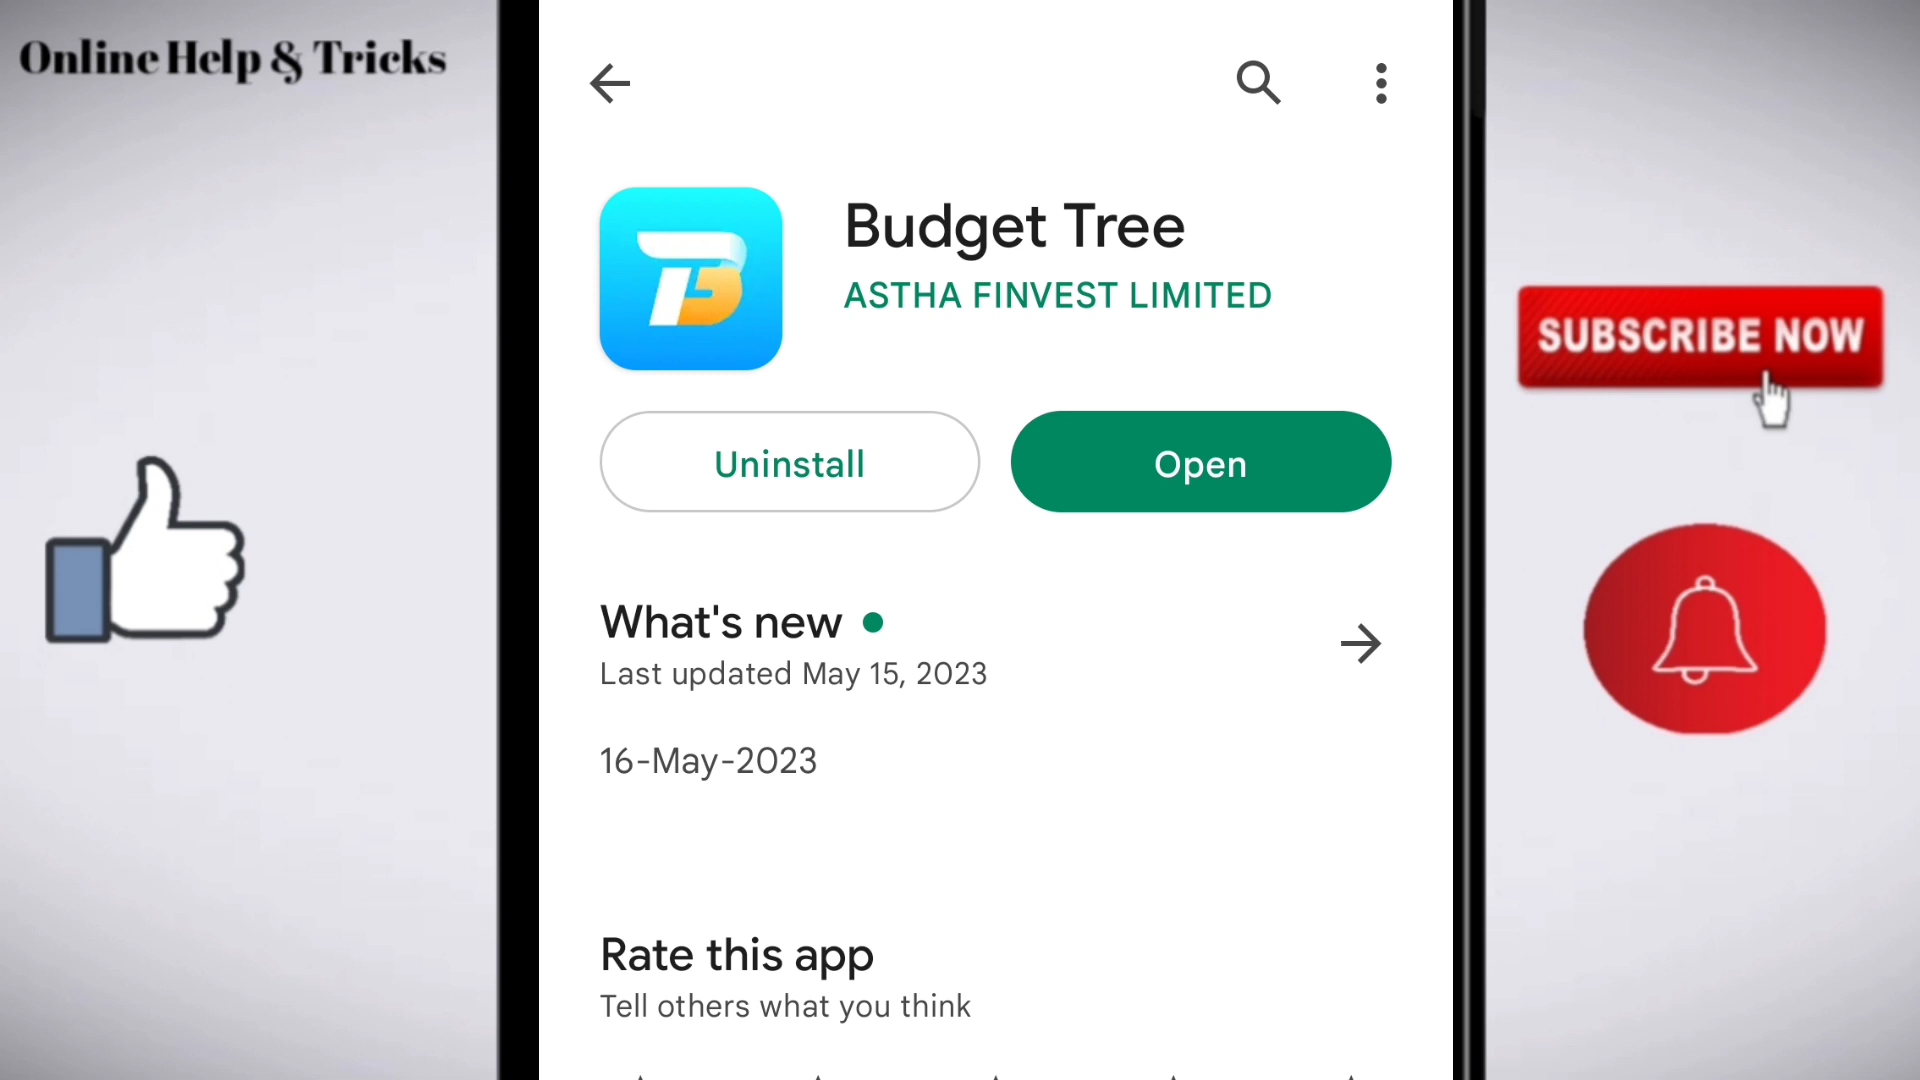 Online Help & Tricks
Budget Tree
ASTHA FINVEST LIMITED
Uninstall
Open
SUBSCRIBE NOW
What's new
Last updated May 15, 2023
16-May-2023
Rate this app
Tell others what you think